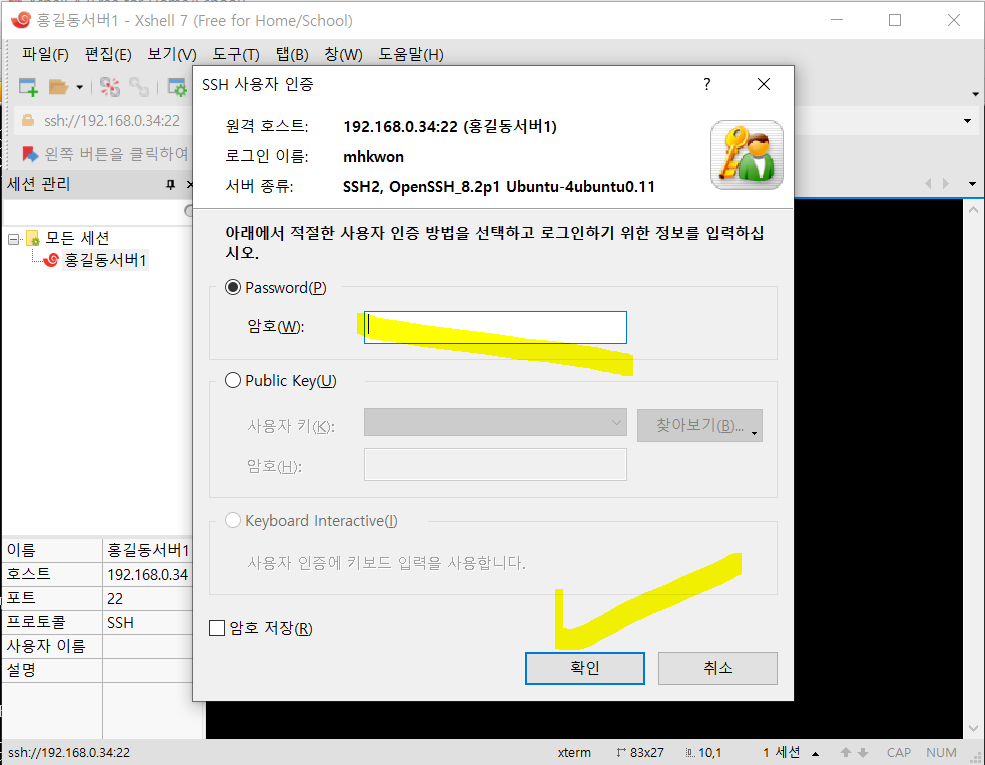 홍길동서버1 - Xshell 7 (Free for Home/School)
파일(F) 편집(E) 보기(V) 도구(T) 탭(B) 창(W) 도움말(H)
ssh://192.168.0.34:22
왼쪽 버튼을 클릭하여
세션 관리
모든 세션
홍길동서버1
이름 홍길동서버1
호스트 192.168.0.34
포트 22
프로토콜 SSH
사용자 이름
설명
SSH 사용자 인증
원격 호스트: 192.168.0.34:22 (홍길동서버1)
로그인 이름: mhkwon
서버 종류: SSH2, OpenSSH_8.2p1 Ubuntu-4ubuntu0.11
아래에서 적절한 사용자 인증 방법을 선택하고 로그인하기 위한 정보를 입력하십
시오.
Password(P)
암호(W):
Public Key(U)
사용자 키(K):
찾아보기(B)...
암호(H):
Keyboard Interactive(I)
사용자 인증에 키보드 입력을 사용합니다.
암호 저장(R)
확인 취소
ssh://192.168.0.34:22 xterm 83x27 10,1 1 세션 CAP NUM